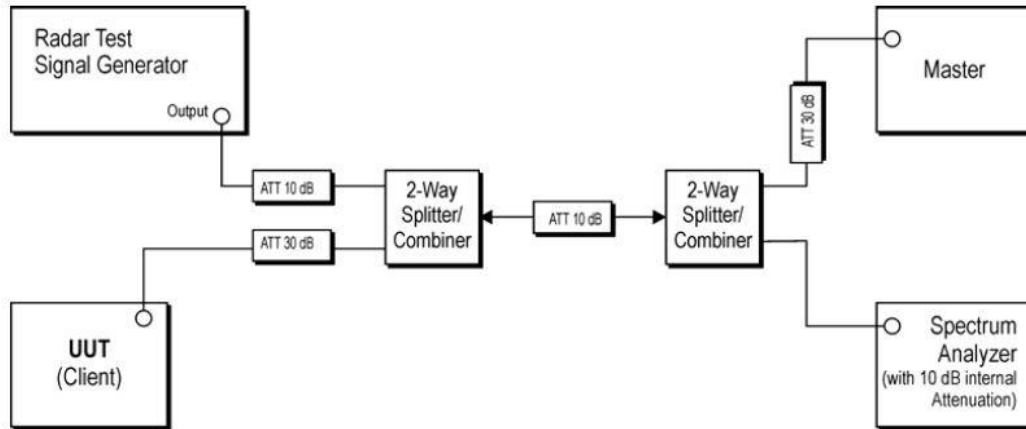 Radar Test
Signal Generator
Output
ATT 10 dB
ATT 30 dB
UUT
(Client)
2-Way
Splitter/
Combiner
ATT 10 dB
2-Way
Splitter/
Combiner
ATT 30 dB
Master
Spectrum
Analyzer
(with 10 dB internal
Attenuation)